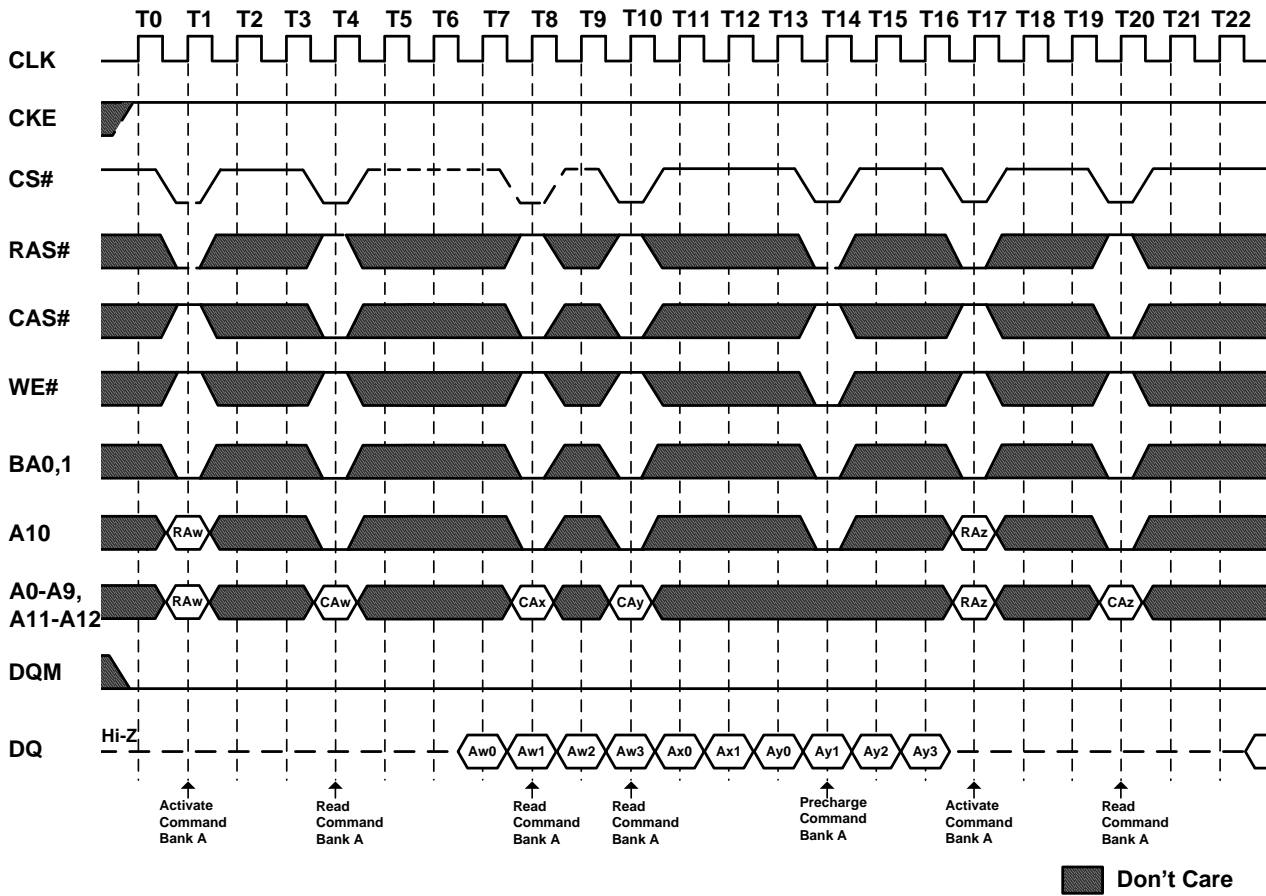 T0 T1 T2 T3 T4 T5 T6 T7 T8 T9 T10 T11 T12 T13 T14 T15 T16 T17 T18 T19 T20 T21 T22
CLK
CKE
CS#
RAS#
CAS#
WE#
BA0,1
A10
RAw RAz
A0-A9,
A11-A12
RAw CAw CAx CAy RAz CAz
DQM
DQ
Hi-Z
Aw0 Aw1 Aw2 Aw3 Ax0 Ax1 Ay0 Ay1 Ay2 Ay3
Activate
Command
Bank A
Read
Command
Bank A
Read
Command
Bank A
Read
Command
Bank A
Precharge
Command
Bank A
Activate
Command
Bank A
Read
Command
Bank A
Don't Care